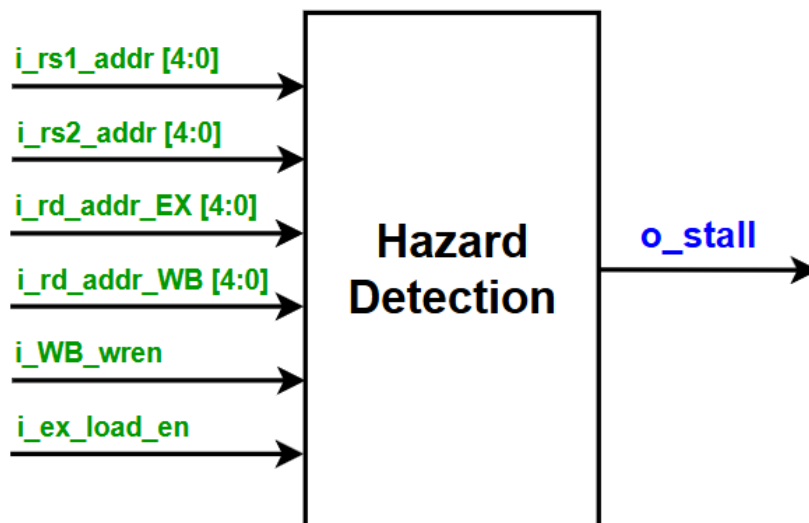 i_rs1_addr [4:0]
i_rs2_addr [4:0]
i_rd_addr_EX [4:0]
i_rd_addr_WB [4:0]
i_WB_wren
i_ex_load_en
Hazard
Detection
o_stall